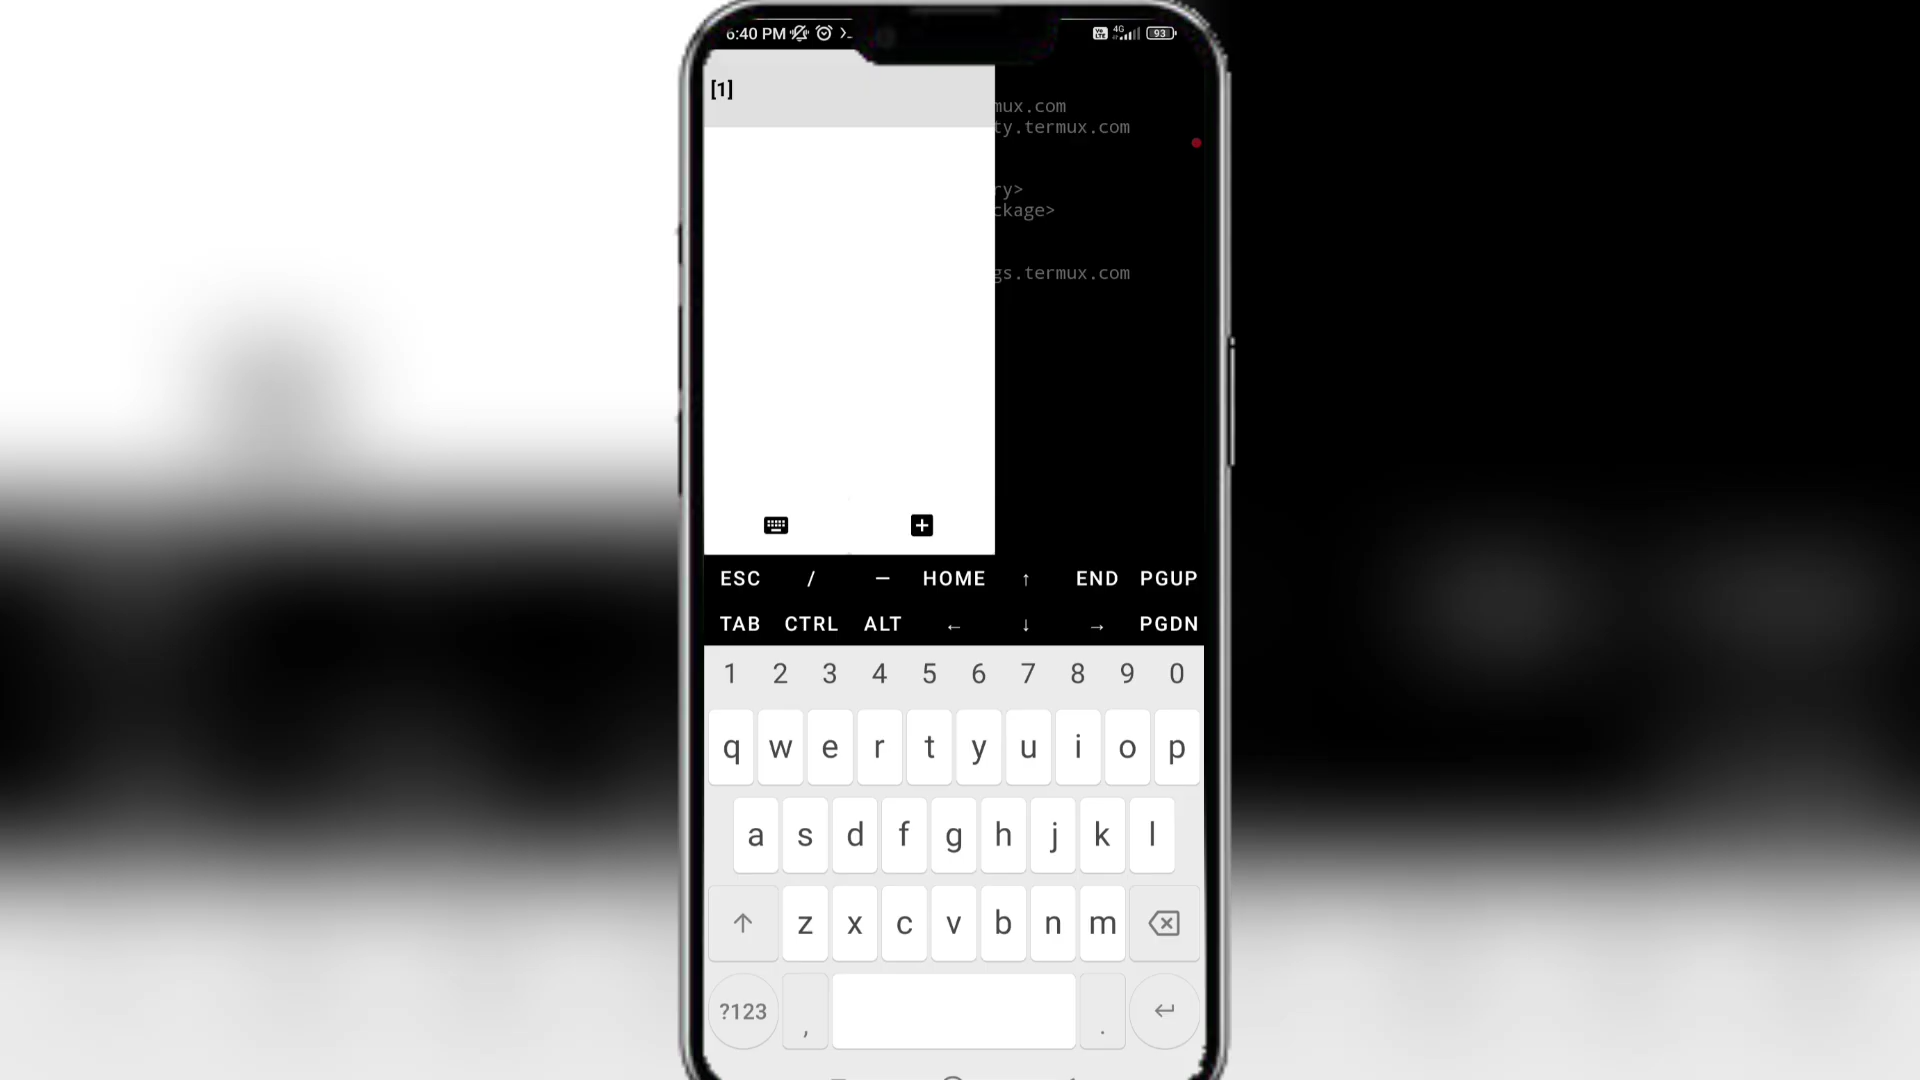 6:40 PM
4G
93
[1]
mux.com
ty.termux.com
ry>
ckage>
gs.termux.com
ESC / — HOME ↑ END PGUP
TAB CTRL ALT ← ↓ → PGDN
1 2 3 4 5 6 7 8 9 0
q w e r t y u i o p
a s d f g h j k l
z x c v b n m
?123 , .